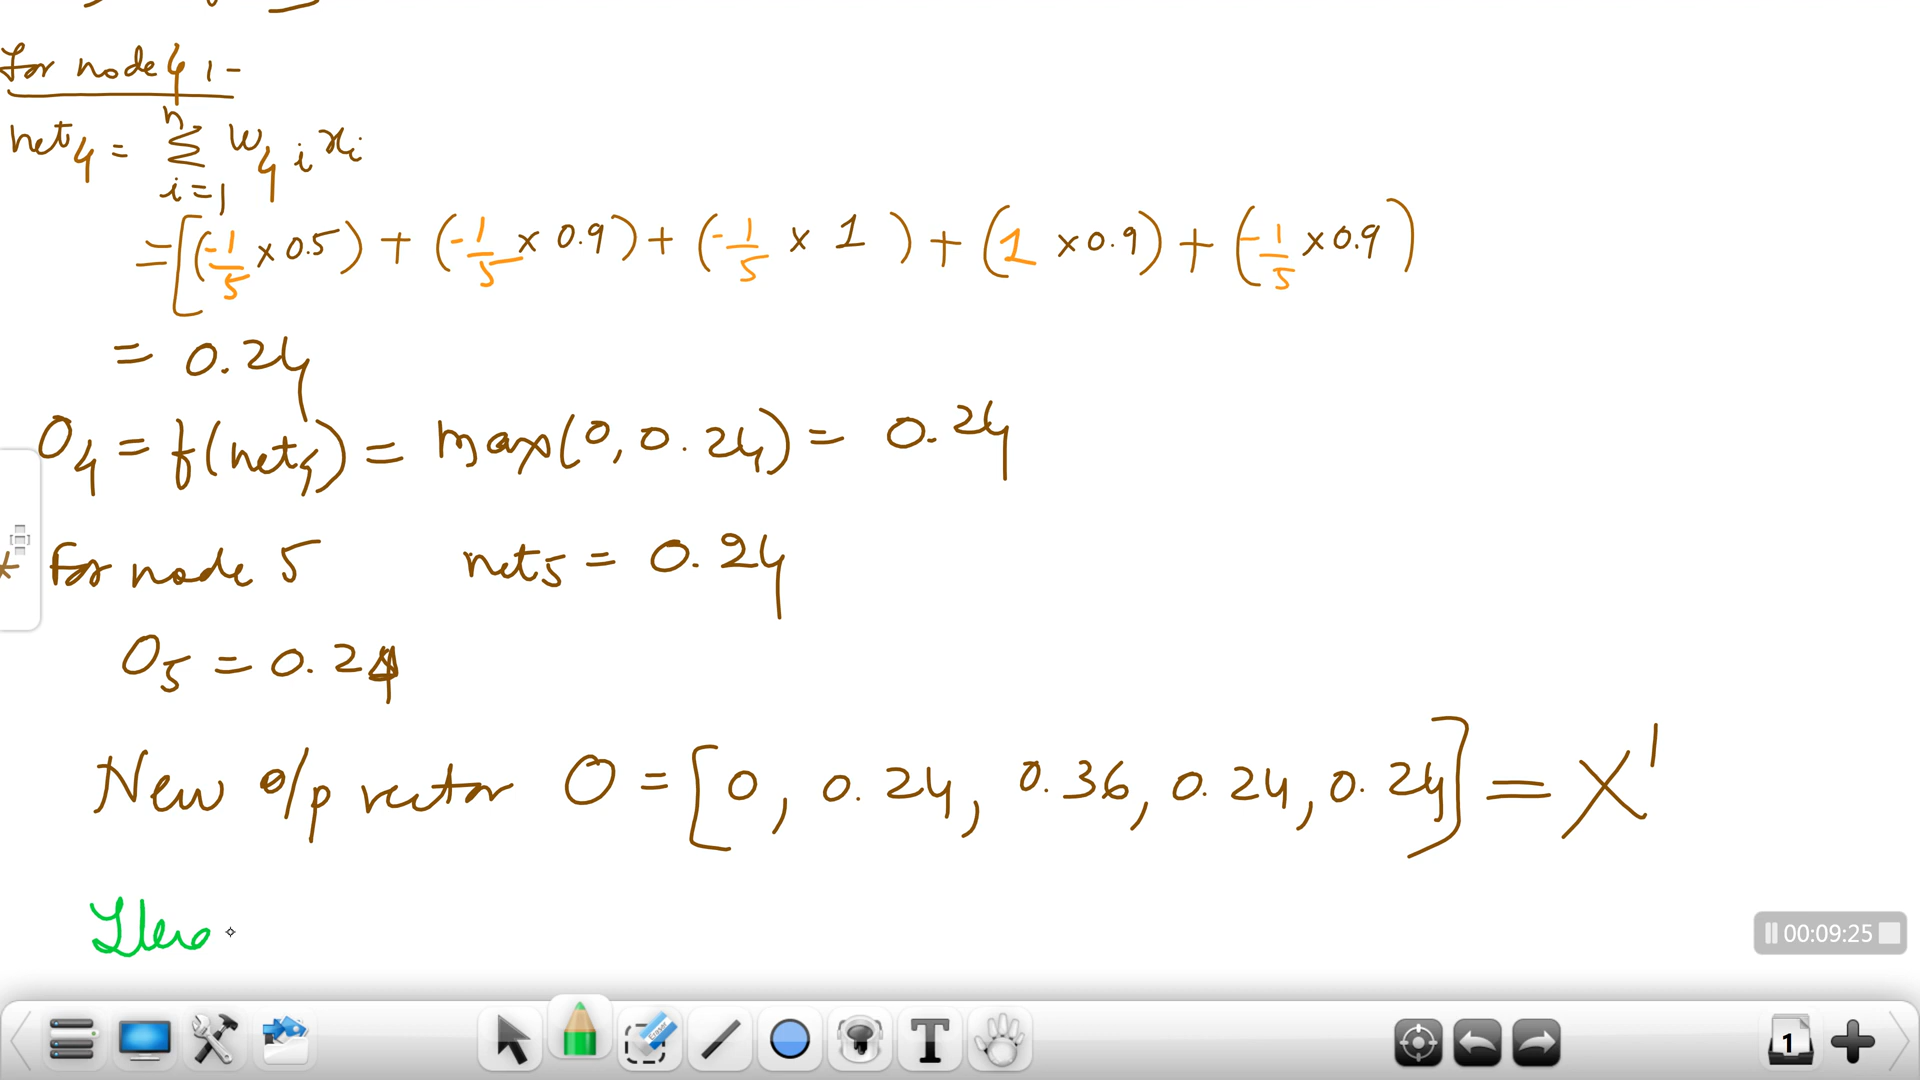 For node 4 :-
net4 = n Σ i=1 w4i xi
= [(-1/5 × 0.5) + (-1/5 × 0.9) + (-1/5 × 1) + (1 × 0.9) + (-1/5 × 0.9)
= 0.24
O4 = f(net4) = max(0, 0.24) = 0.24
* For node 5 net5 = 0.24
O5 = 0.24
New o/p vector O = [0, 0.24, 0.36, 0.24, 0.24] = X'
00:09:25
T
1